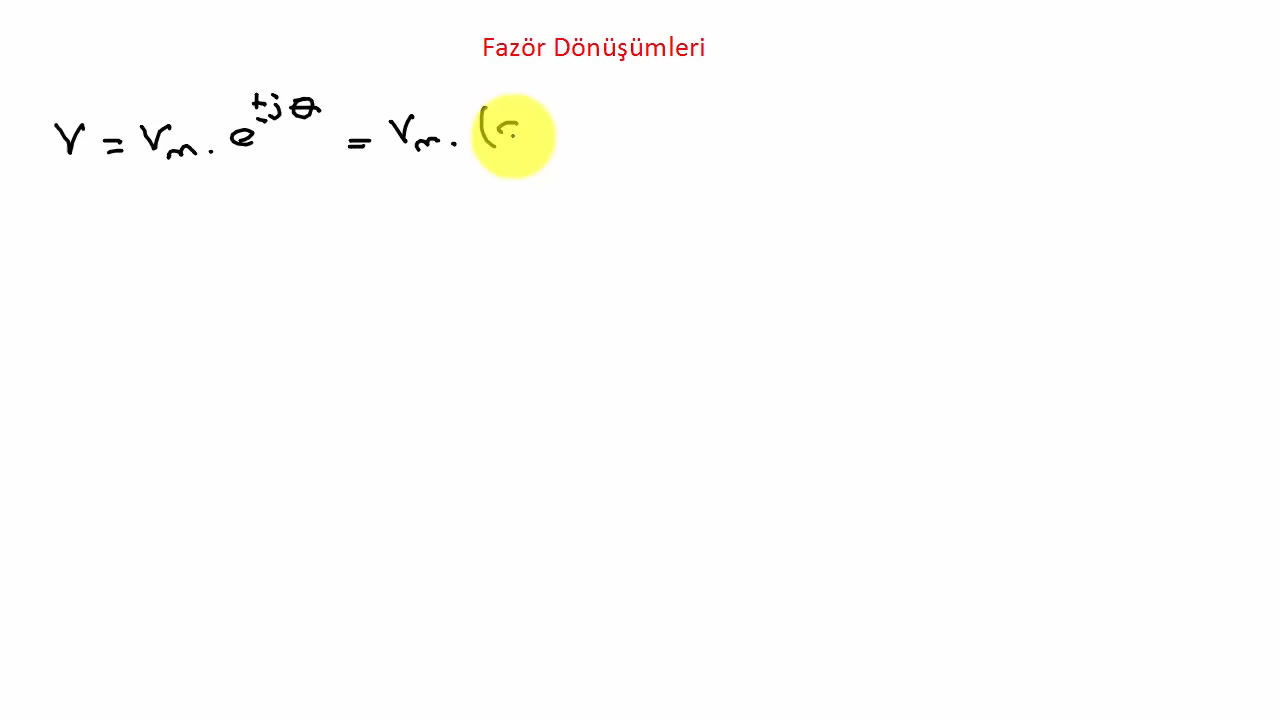 Fazör Dönüşümleri
V = Vm . e^±jθ = Vm . (